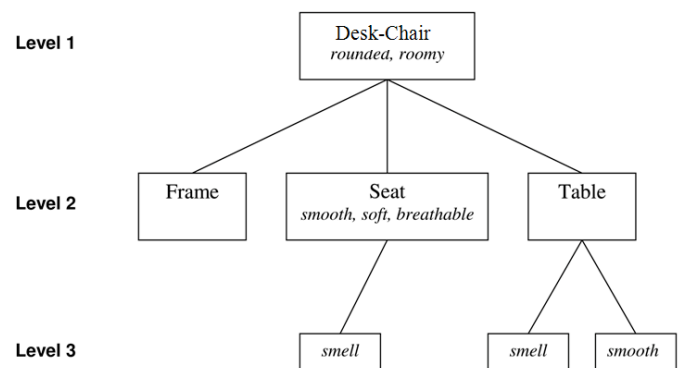 Level 1
Desk-Chair
rounded, roomy
Level 2
Frame
Seat
smooth, soft, breathable
Table
Level 3
smell
smell
smooth